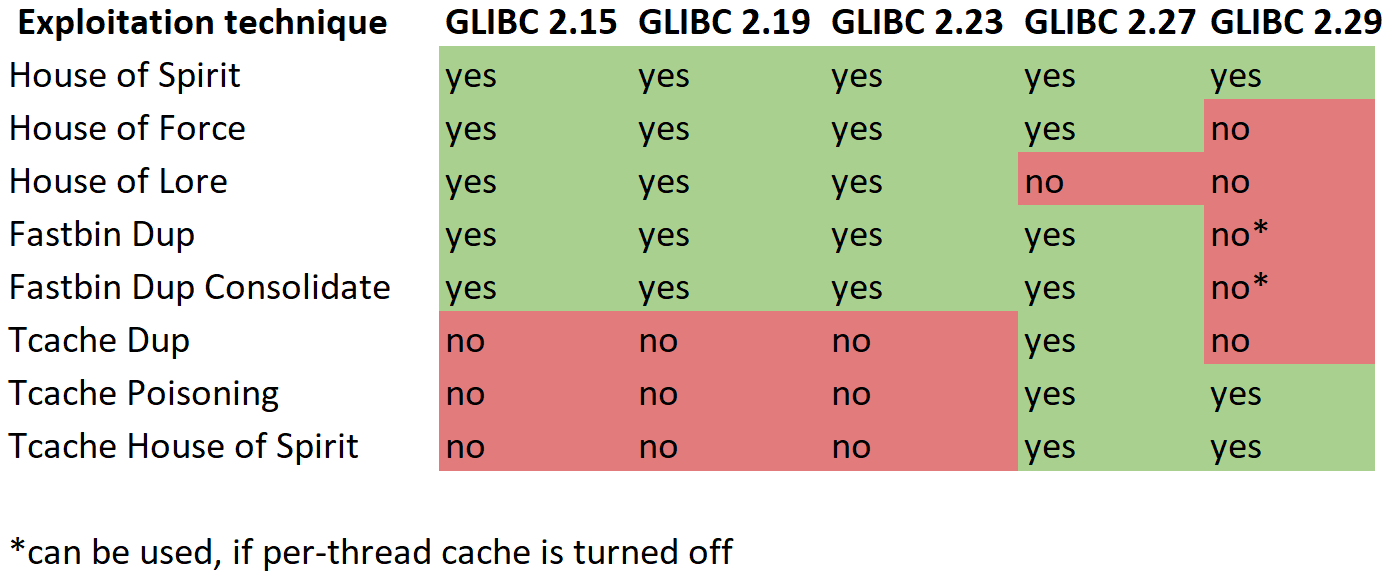 Exploitation technique GLIBC 2.15 GLIBC 2.19 GLIBC 2.23 GLIBC 2.27 GLIBC 2.29
House of Spirit yes yes yes yes yes
House of Force yes yes yes yes no
House of Lore yes yes yes no no
Fastbin Dup yes yes yes yes no*
Fastbin Dup Consolidate yes yes yes yes no*
Tcache Dup no no no yes no
Tcache Poisoning no no no yes yes
Tcache House of Spirit no no no yes yes
*can be used, if per-thread cache is turned off